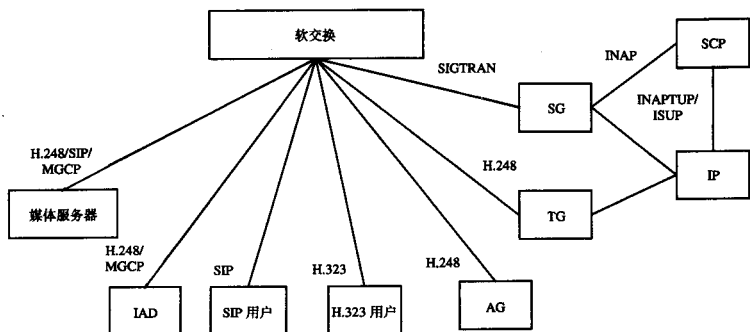 软交换
SCP
INAP
SIGTRAN
SG
INAPTUP/
ISUP
H.248/SIP/
MGCP
H.248
IP
媒体服务器
TG
H.248/
MGCP
SIP
H.323
H.248
IAD
SIP 用户
H.323 用户
AG